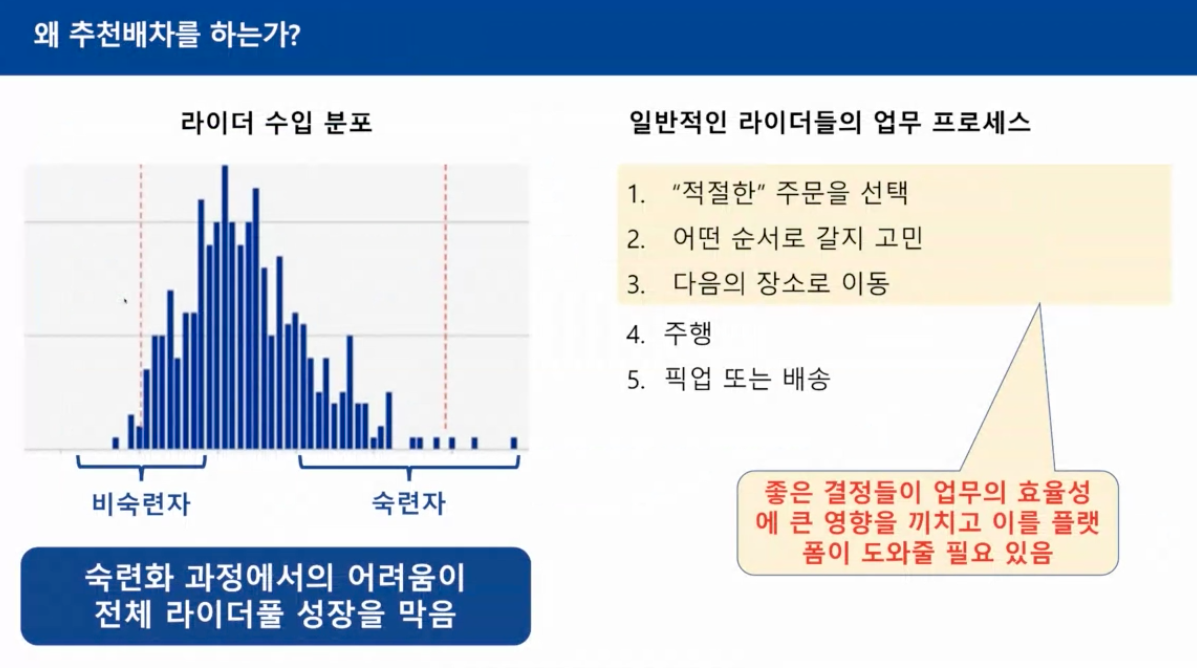 왜 추천배차를 하는가?
라이더 수입 분포
비숙련자
숙련자
숙련화 과정에서의 어려움이
전체 라이더풀 성장을 막음
일반적인 라이더들의 업무 프로세스
1. “적절한” 주문을 선택
2. 어떤 순서로 갈지 고민
3. 다음의 장소로 이동
4. 주행
5. 픽업 또는 배송
좋은 결정들이 업무의 효율성
에 큰 영향을 끼치고 이를 플랫
폼이 도와줄 필요 있음